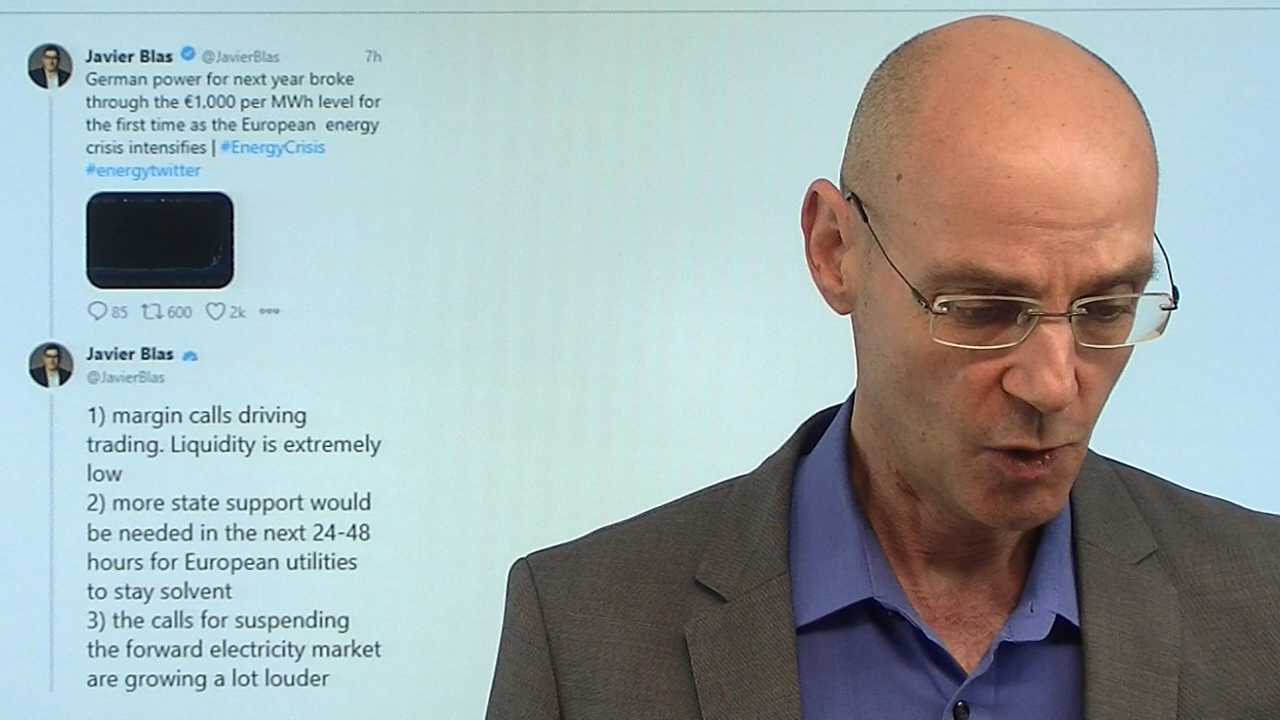 Javier Blas @JavierBlas 7h
German power for next year broke
through the €1,000 per MWh level for
the first time as the European energy
crisis intensifies | #EnergyCrisis
#energytwitter
85 600 2k
Javier Blas
@JavierBlas
1) margin calls driving
trading. Liquidity is extremely
low
2) more state support would
be needed in the next 24-48
hours for European utilities
to stay solvent
3) the calls for suspending
the forward electricity market
are growing a lot louder